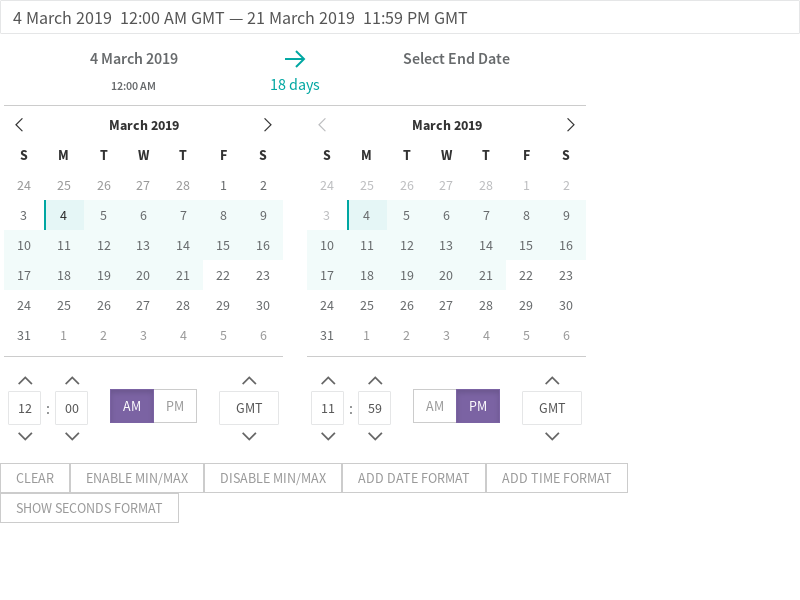 4 March 2019  12:00 AM GMT — 21 March 2019  11:59 PM GMT
4 March 2019
12:00 AM
18 days
Select End Date
March 2019
S M T W T F S
24 25 26 27 28 1 2
3 4 5 6 7 8 9
10 11 12 13 14 15 16
17 18 19 20 21 22 23
24 25 26 27 28 29 30
31 1 2 3 4 5 6
12 : 00 AM PM GMT
March 2019
S M T W T F S
24 25 26 27 28 1 2
3 4 5 6 7 8 9
10 11 12 13 14 15 16
17 18 19 20 21 22 23
24 25 26 27 28 29 30
31 1 2 3 4 5 6
11 : 59 AM PM GMT
CLEAR ENABLE MIN/MAX DISABLE MIN/MAX ADD DATE FORMAT ADD TIME FORMAT
SHOW SECONDS FORMAT